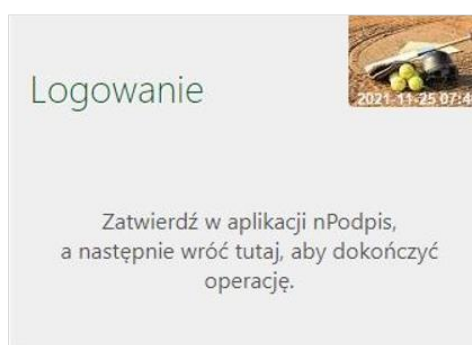 Logowanie
2021-11-25 07:4
Zatwierdź w aplikacji nPodpis,
a następnie wróć tutaj, aby dokończyć
operację.